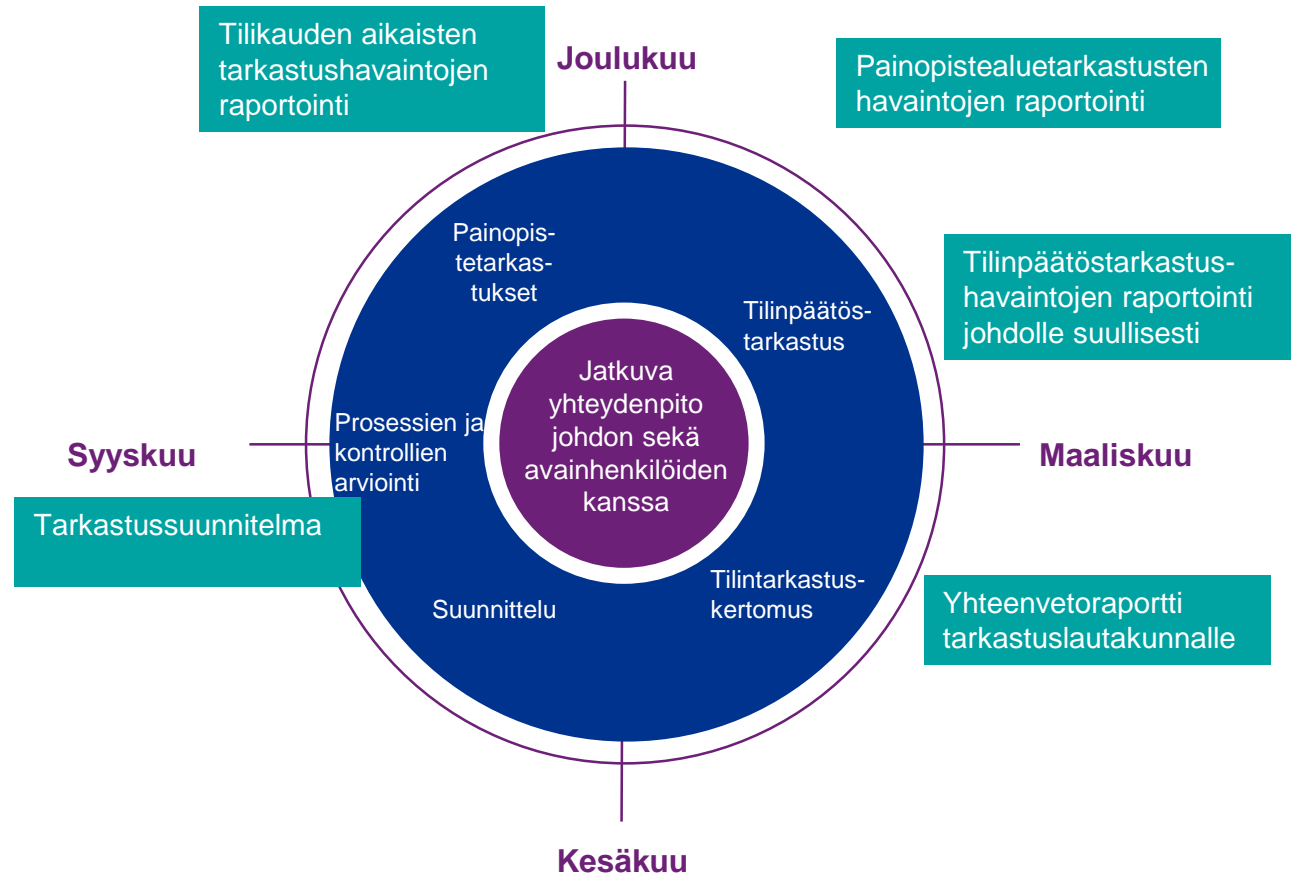 Tilikauden aikaisten
tarkastushavaintojen
raportointi
Joulukuu
Painopistealuetarkastusten
havaintojen raportointi
Painopis-
tetarkas-
tukset
Tilinpäätös-
tarkastus
Tilinpäätöstarkastus-
havaintojen raportointi
johdolle suullisesti
Jatkuva
yhteydenpito
johdon sekä
avainhenkilöiden
kanssa
Prosessien ja
kontrollien
arviointi
Syyskuu
Maaliskuu
Tarkastussuunnitelma
Suunnittelu
Tilintarkastus-
kertomus
Yhteenvetoraportti
tarkastuslautakunnalle
Kesäkuu